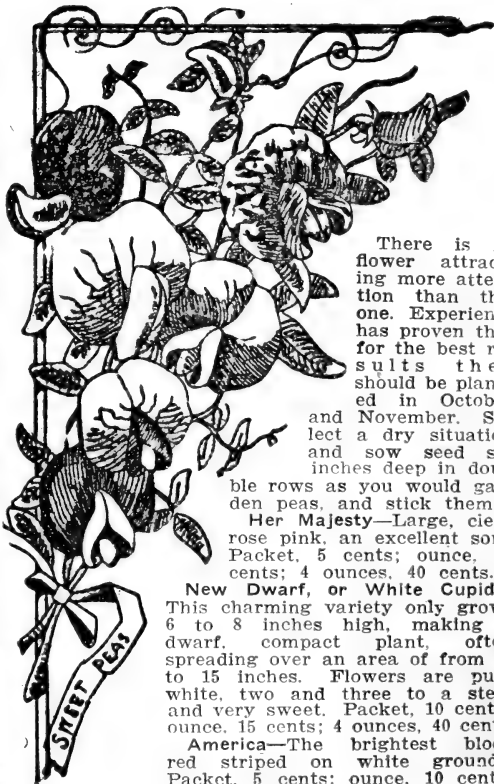 There is
flower attrac
ing more atte
tion than th
one. Experien
has proven th
for the best r
sults the
should be plan
ed in Octob
and November. S
lect a dry situatio
and sow seed s
inches deep in dou
ble rows as you would ga
den peas, and stick them
Her Majesty—Large, cle
rose pink, an excellent so
Packet, 5 cents; ounce,
cents; 4 ounces, 40 cents.
New Dwarf, or White Cupid
This charming variety only grow
6 to 8 inches high, making
dwarf, compact plant, oft
spreading over an area of from
to 15 inches. Flowers are pu
white, two and three to a ste
and very sweet. Packet, 10 cent
ounce, 15 cents; 4 ounces, 40 cent
America—The brightest bloo
red striped on white ground
Packet, 5 cents; ounce, 10 cent
SWEET PEAS